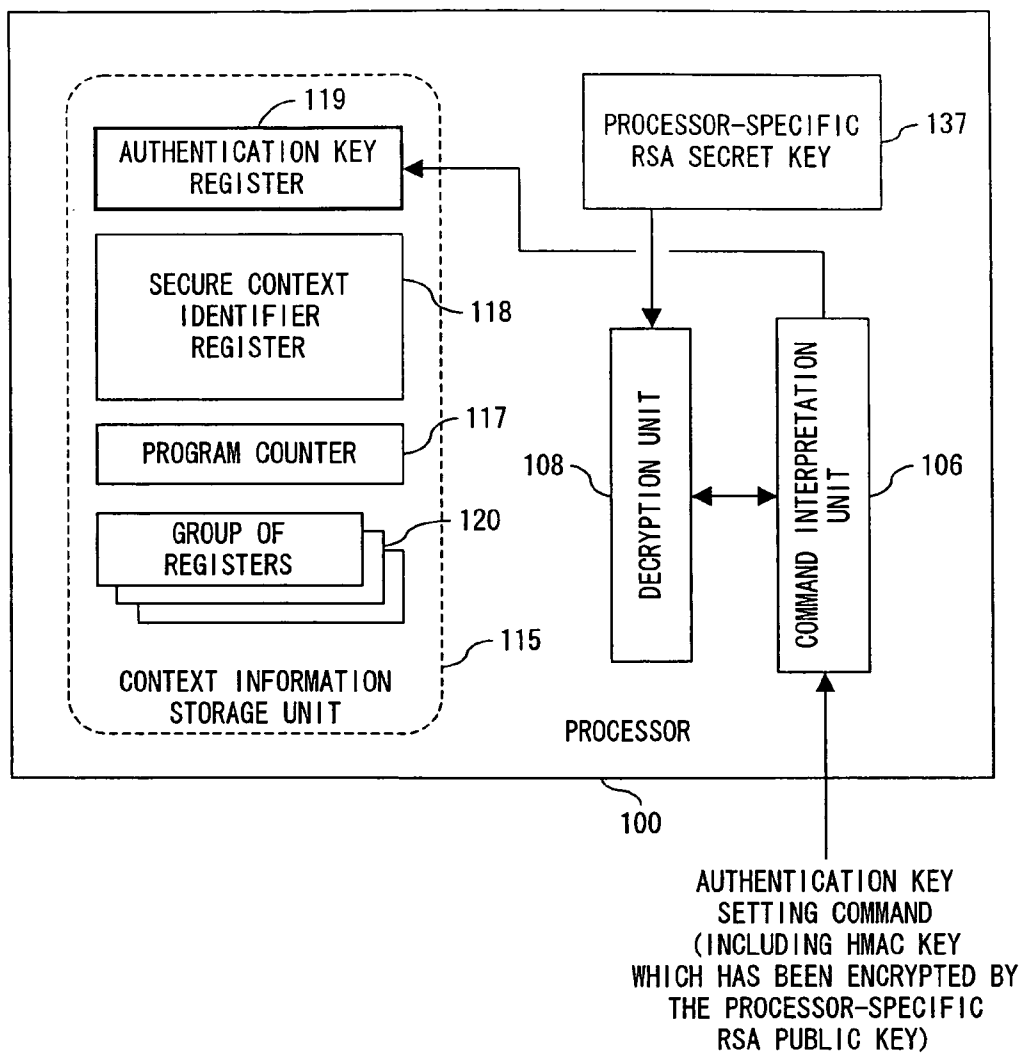 119
AUTHENTICATION KEY
REGISTER
SECURE CONTEXT
IDENTIFIER
REGISTER
118
117
PROGRAM COUNTER
GROUP OF
REGISTERS
120
115
CONTEXT INFORMATION
STORAGE UNIT
PROCESSOR-SPECIFIC
RSA SECRET KEY
137
108
DECRYPTION UNIT
COMMAND INTERPRETATION
UNIT
106
PROCESSOR
100
AUTHENTICATION KEY
SETTING COMMAND
(INCLUDING HMAC KEY
WHICH HAS BEEN ENCRYPTED BY
THE PROCESSOR-SPECIFIC
RSA PUBLIC KEY)